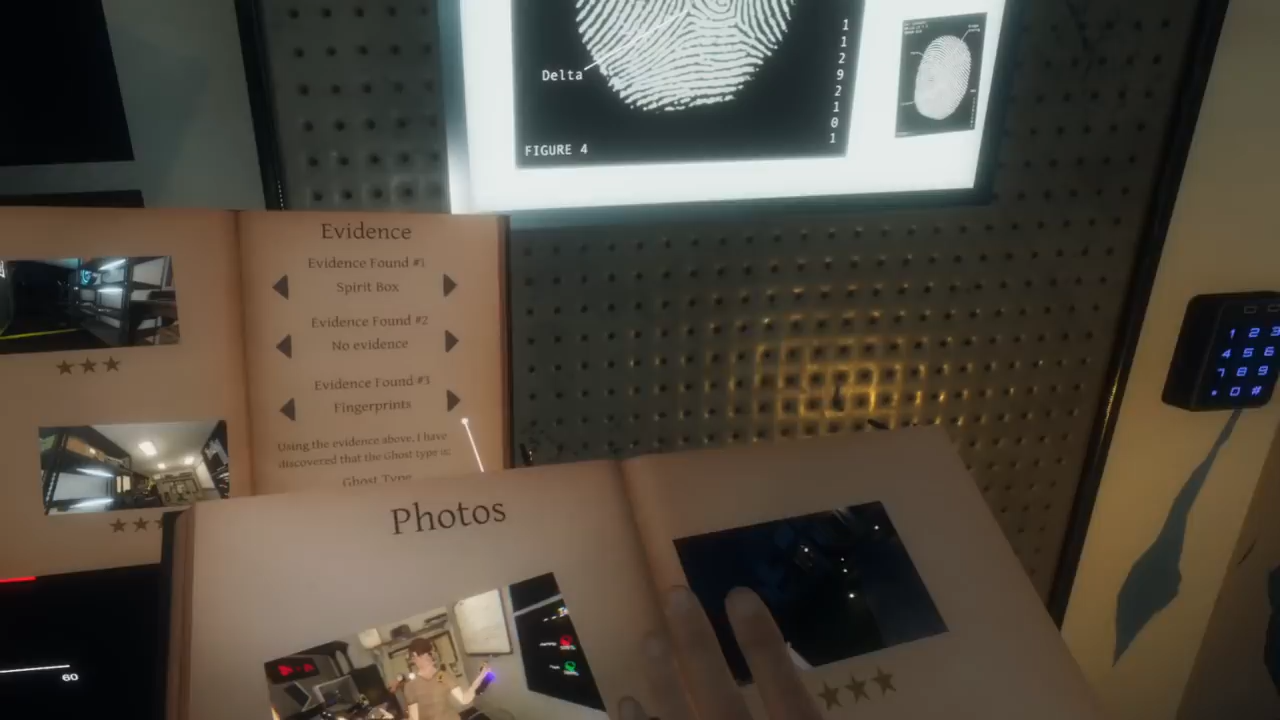 Delta
1
1
2
9
2
1
0
1
FIGURE 4
Evidence
Evidence Found #1
Spirit Box
Evidence Found #2
No evidence
Evidence Found #3
Fingerprints
Using the evidence above, I have
discovered that the Ghost type is:
Ghost Type
Photos
60
1 2 3
4 5 6
7 8 9
* 0 #